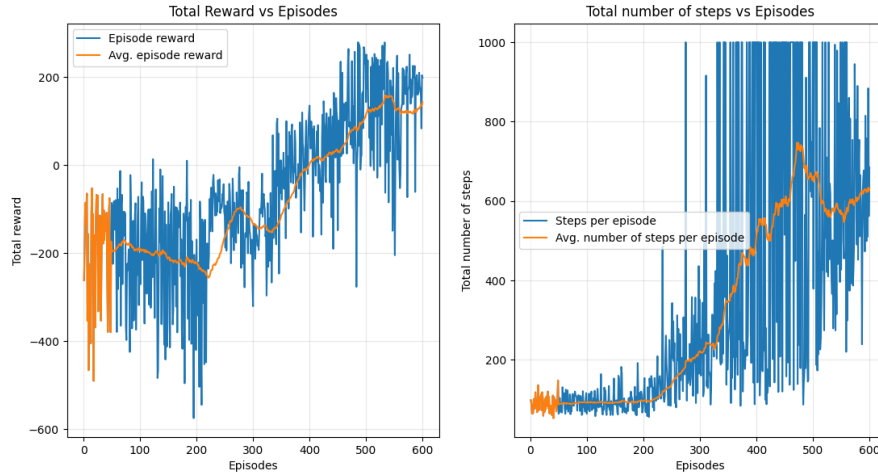 Total Reward vs Episodes
Episode reward
Avg. episode reward
Total reward
200
0
−200
−400
−600
0 100 200 300 400 500 600
Episodes
Total number of steps vs Episodes
Steps per episode
Avg. number of steps per episode
Total number of steps
1000
800
600
400
200
0 100 200 300 400 500 600
Episodes